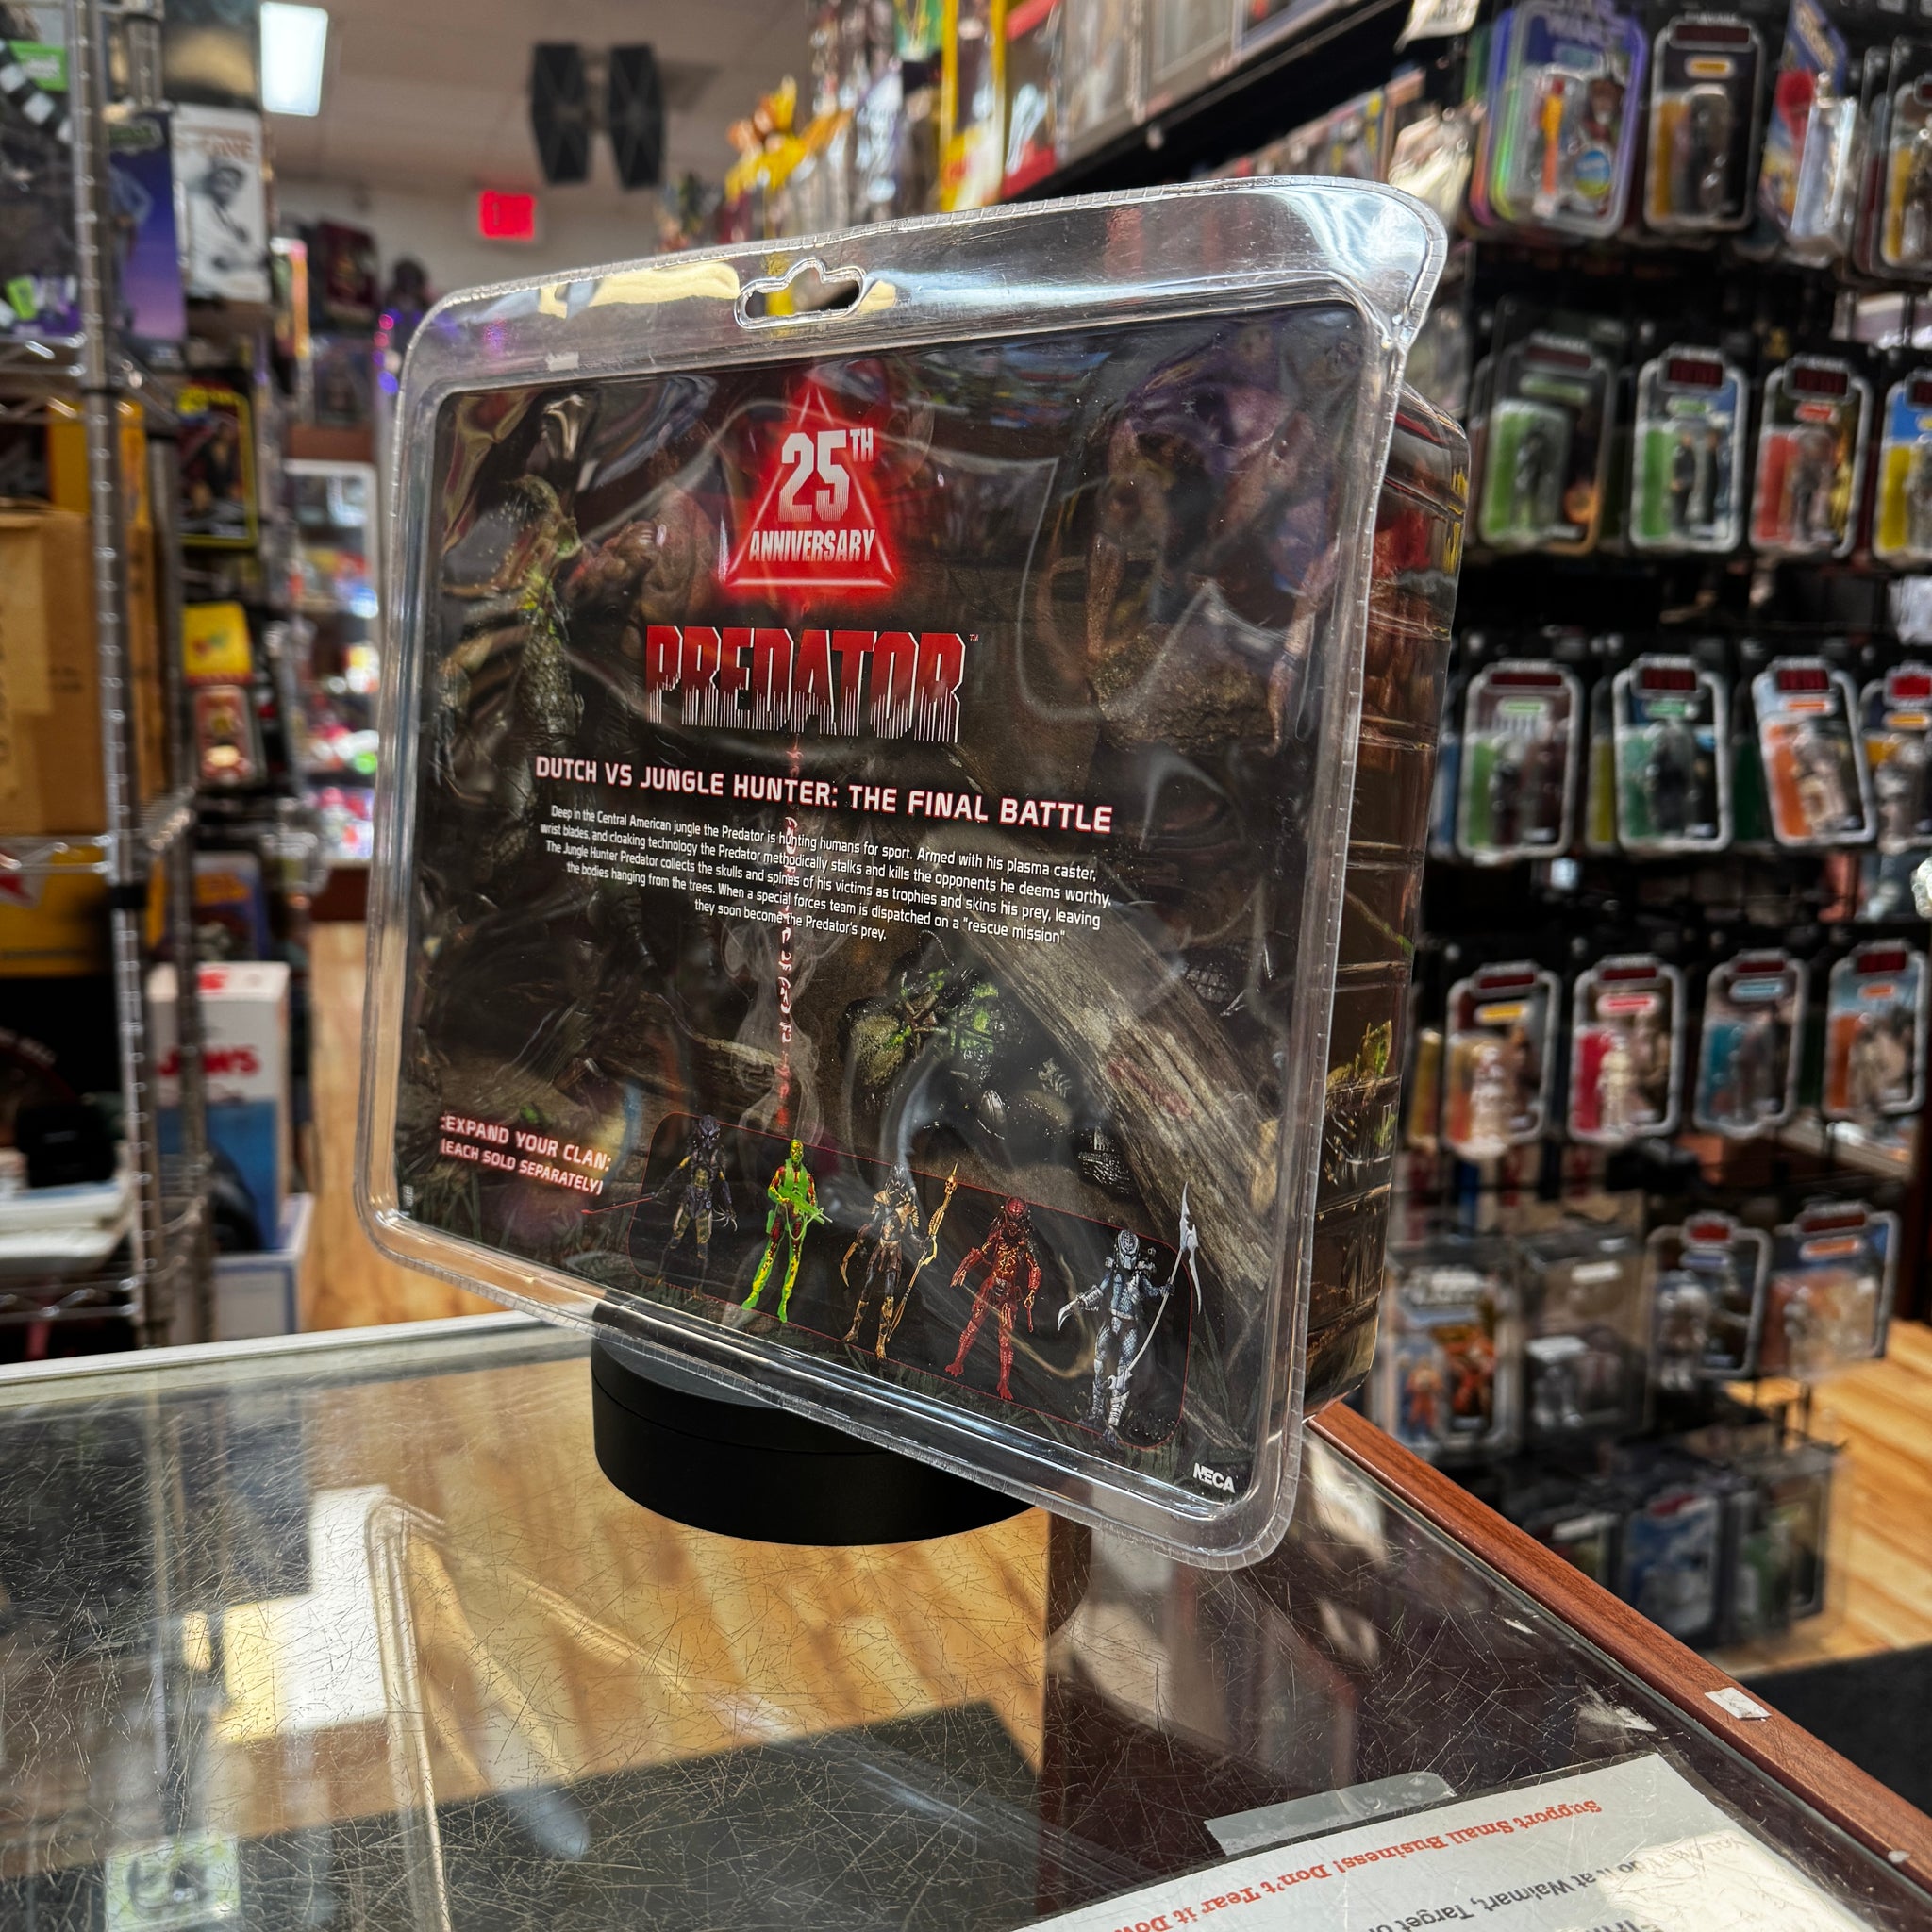 25TH
ANNIVERSARY
PREDATOR™
DUTCH VS JUNGLE HUNTER: THE FINAL BATTLE
Deep in the Central American jungle the Predator is hunting humans for sport. Armed with his plasma caster,
wrist blades, and cloaking technology the Predator methodically stalks and kills the opponents he deems worthy.
The Jungle Hunter Predator collects the skulls and spines of his victims as trophies and skins his prey, leaving
the bodies hanging from the trees. When a special forces team is dispatched on a "rescue mission"
they soon become the Predator's prey.
:EXPAND YOUR CLAN:
(EACH SOLD SEPARATELY)
NECA
JAWS
Support Small Business! Don't Tear it
at Walmart, Target